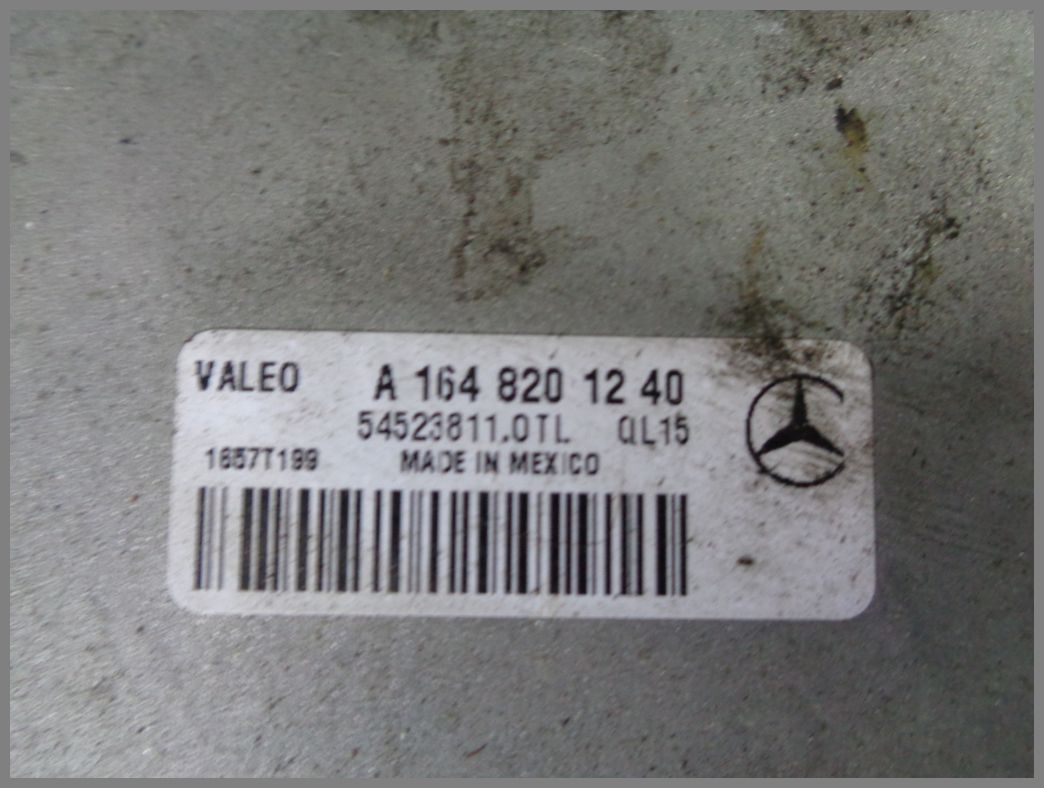 VALEO A 164 820 12 40
54523811.0TL QL15
1657T199 MADE IN MEXICO